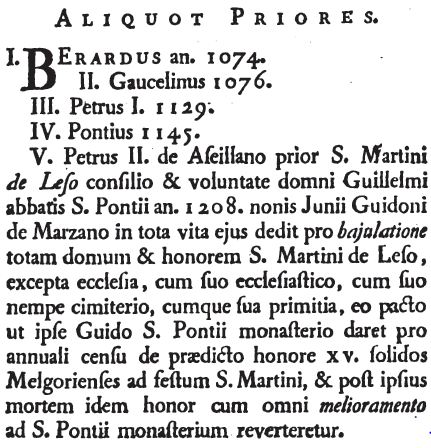 ALIQUOT PRIORES.
I. BERARDUS an. 1074.
II. Gaucelinus 1076.
III. Petrus I. 1129.
IV. Pontius 1145.
V. Petrus II. de Aſeillano prior S. Martini
de Leſo conſilio & voluntate domni Guillelmi
abbatis S. Pontii an. 1208. nonis Junii Guidoni
de Marzano in tota vita ejus dedit pro bajulatione
totam domum & honorem S. Martini de Leſo,
excepta eccleſia, cum ſuo eccleſiaſtico, cum ſuo
nempe cimiterio, cumque ſua primitia, eo pacto
ut ipſe Guido S. Pontii monaſterio daret pro
annuali cenſu de prædicto honore xv. ſolidos
Melgorienſes ad feſtum S. Martini, & poſt ipſius
mortem idem honor cum omni melioramento
ad S. Pontii monaſterium reverteretur.